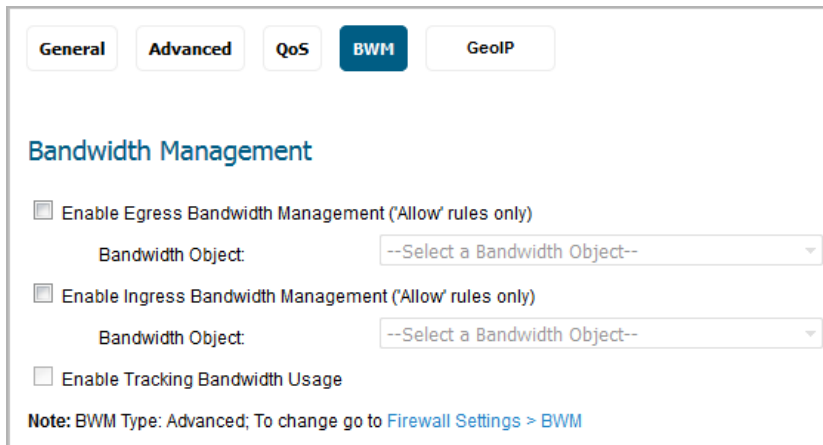 General Advanced QoS BWM GeoIP
Bandwidth Management
Enable Egress Bandwidth Management ('Allow' rules only)
Bandwidth Object: --Select a Bandwidth Object--
Enable Ingress Bandwidth Management ('Allow' rules only)
Bandwidth Object: --Select a Bandwidth Object--
Enable Tracking Bandwidth Usage
Note: BWM Type: Advanced; To change go to Firewall Settings > BWM